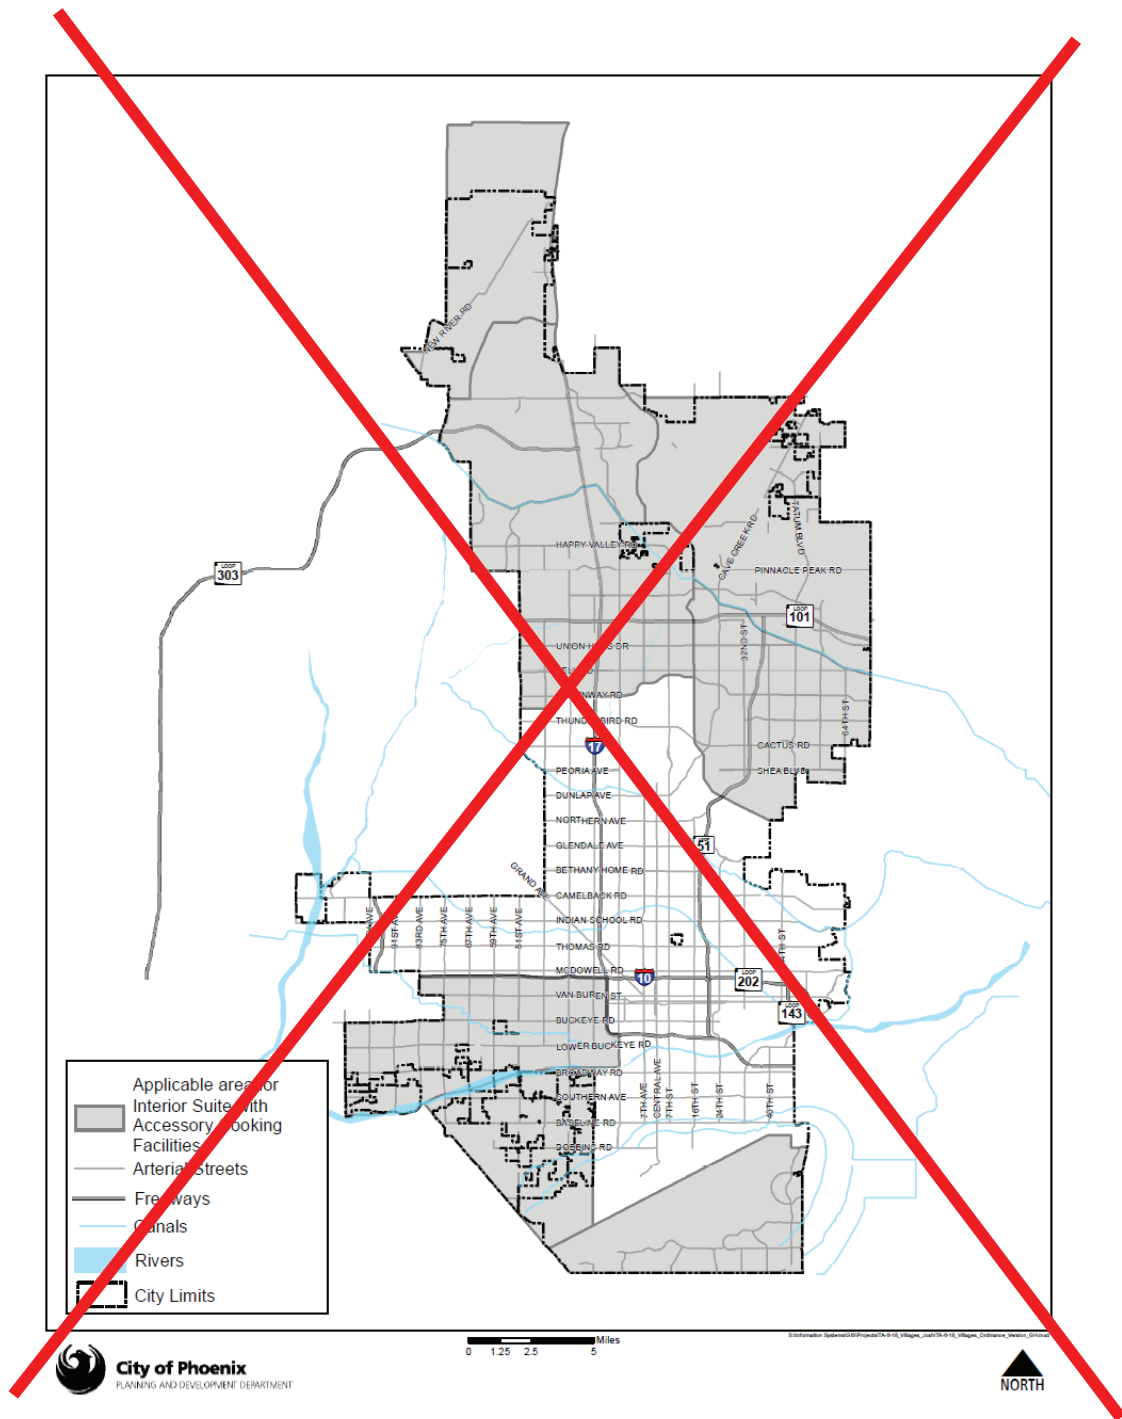 NEW RIVER RD
HAPPY VALLEY RD
CAVE CREEK RD
TATUM BLVD
PINNACLE PEAK RD
LOOP
303
LOOP
101
32ND ST
UNION HILLS DR
64TH ST
THUNDERBIRD RD
17
CACTUS RD
PEORIA AVE
SHEA BLVD
DUNLAP AVE
NORTHERN AVE
GLENDALE AVE
51
BETHANY HOME RD
GRAND AVE
CAMELBACK RD
91ST AVE
83RD AVE
75TH AVE
67TH AVE
59TH AVE
51ST AVE
INDIAN SCHOOL RD
THOMAS RD
MCDOWELL RD
10
LOOP
202
VAN BUREN ST
LOOP
143
BUCKEYE RD
LOWER BUCKEYE RD
BROADWAY RD
SOUTHERN AVE
7TH AVE
CENTRAL AVE
7TH ST
16TH ST
24TH ST
40TH ST
BASELINE RD
DOBBINS RD
Applicable area for
Interior Suite with
Accessory Cooking
Facilities
Arterial Streets
Freeways
Canals
Rivers
City Limits
Miles
0 1.25 2.5 5
City of Phoenix
PLANNING AND DEVELOPMENT DEPARTMENT
NORTH